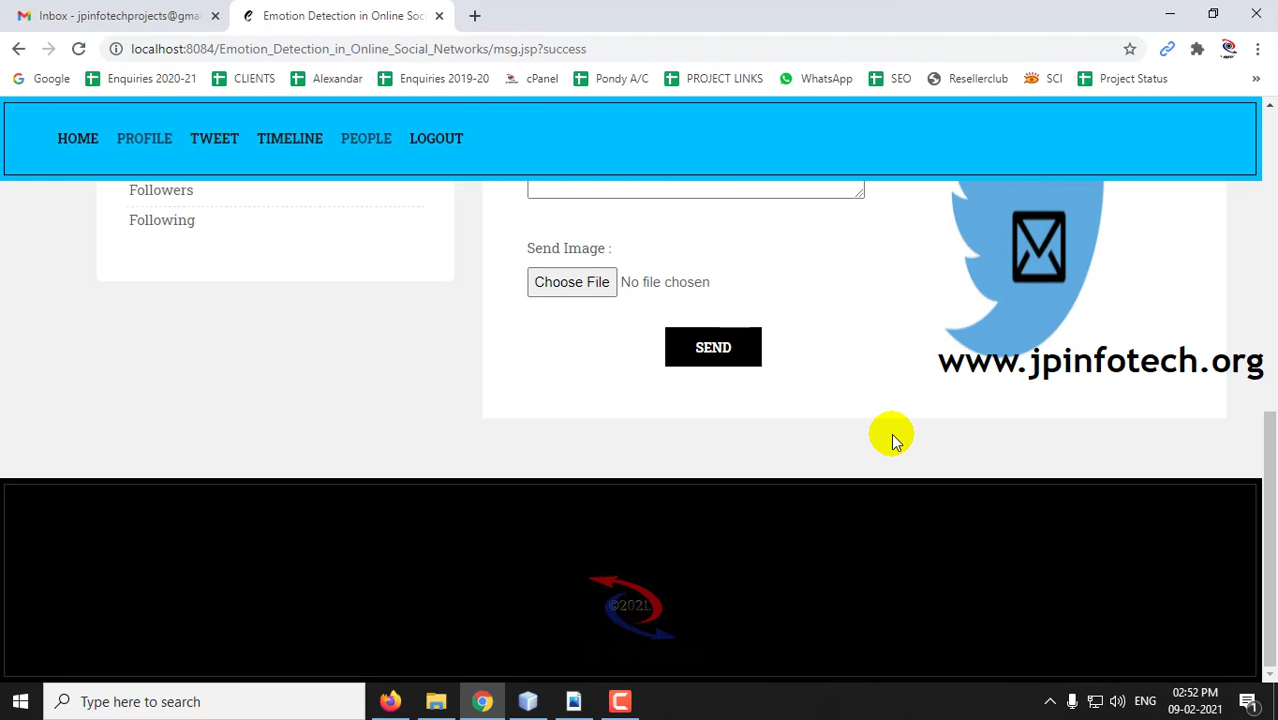 Inbox - jpinfotechprojects@gma
Emotion Detection in Online Soc
localhost:8084/Emotion_Detection_in_Online_Social_Networks/msg.jsp?success
Google Enquiries 2020-21 CLIENTS Alexandar Enquiries 2019-20 cPanel Pondy A/C PROJECT LINKS WhatsApp SEO Resellerclub SCI Project Status »
HOME PROFILE TWEET TIMELINE PEOPLE LOGOUT
Followers
Following
Send Image :
Choose File No file chosen
SEND
www.jpinfotech.org
©2021.
Type here to search
ENG
02:52 PM
09-02-2021
1